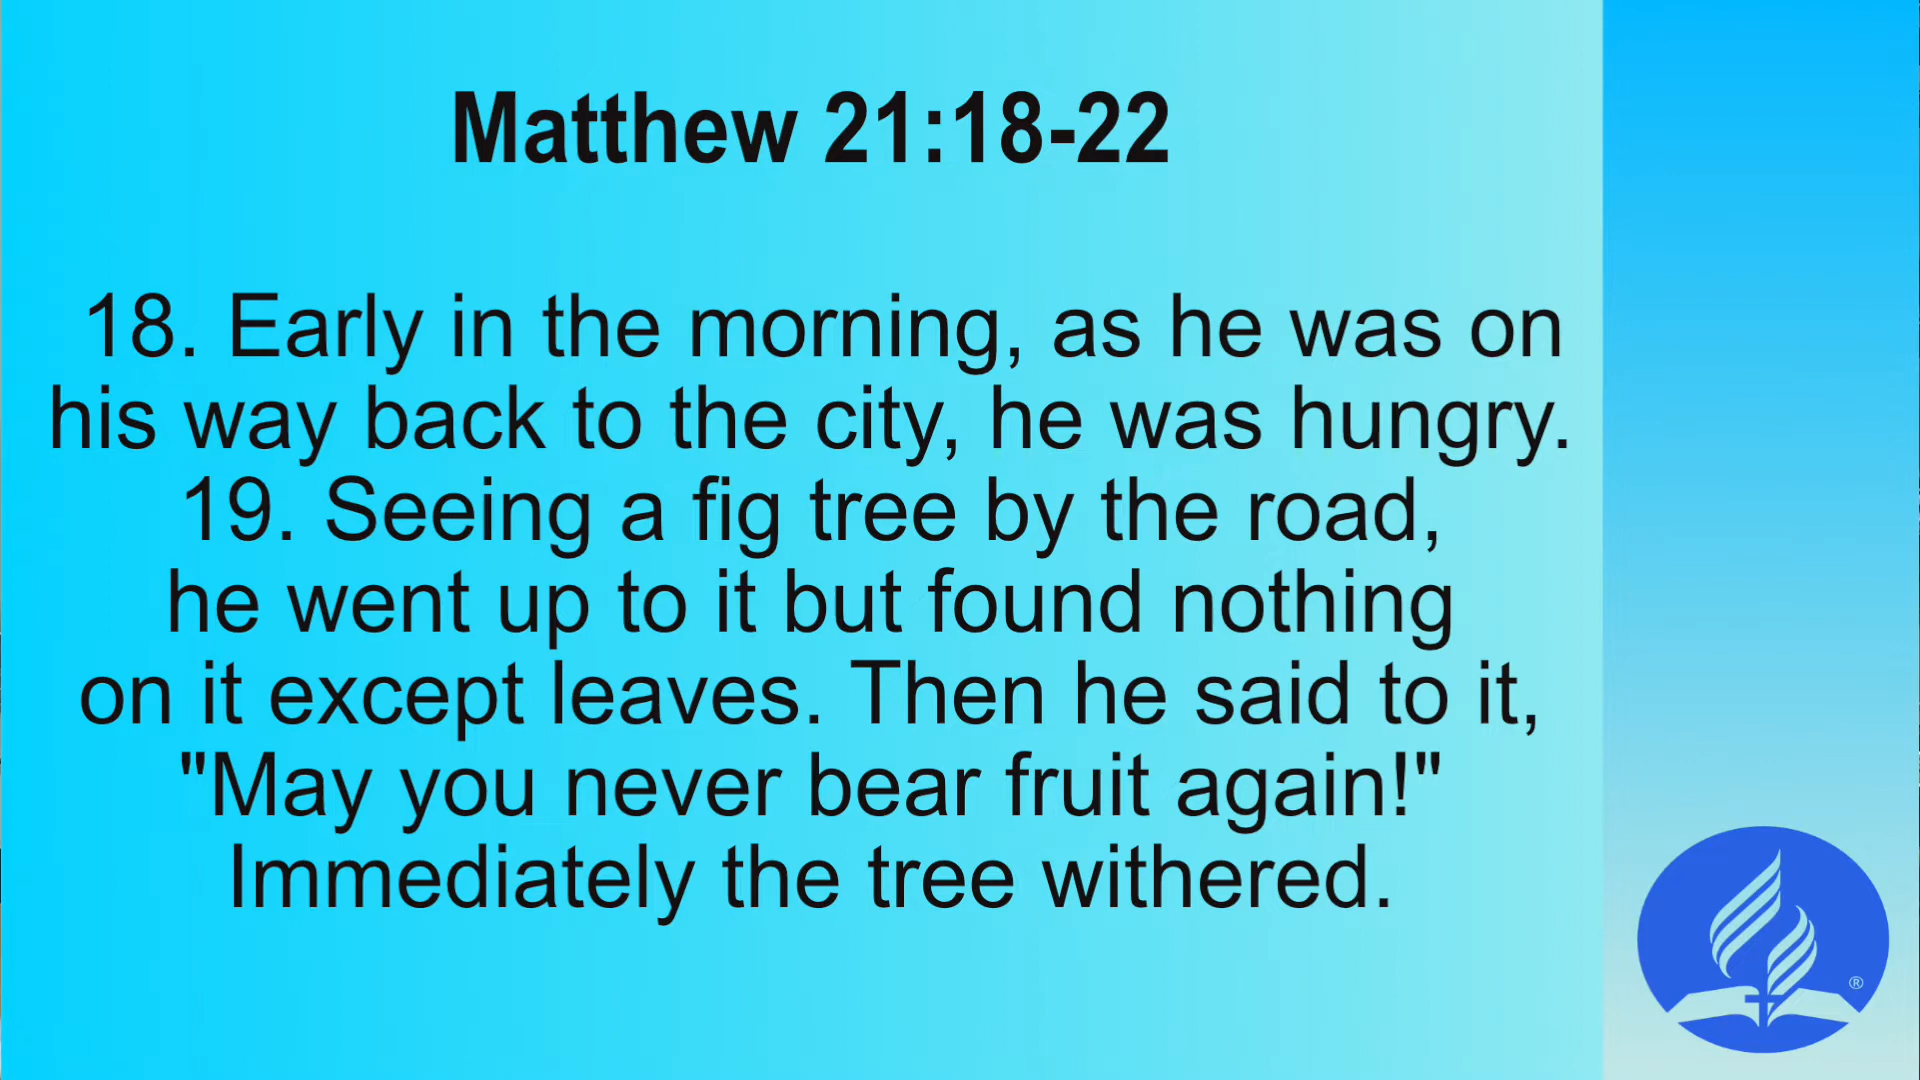 Matthew 21:18-22
18. Early in the morning, as he was on
his way back to the city, he was hungry.
19. Seeing a fig tree by the road,
he went up to it but found nothing
on it except leaves. Then he said to it,
"May you never bear fruit again!"
Immediately the tree withered.
®